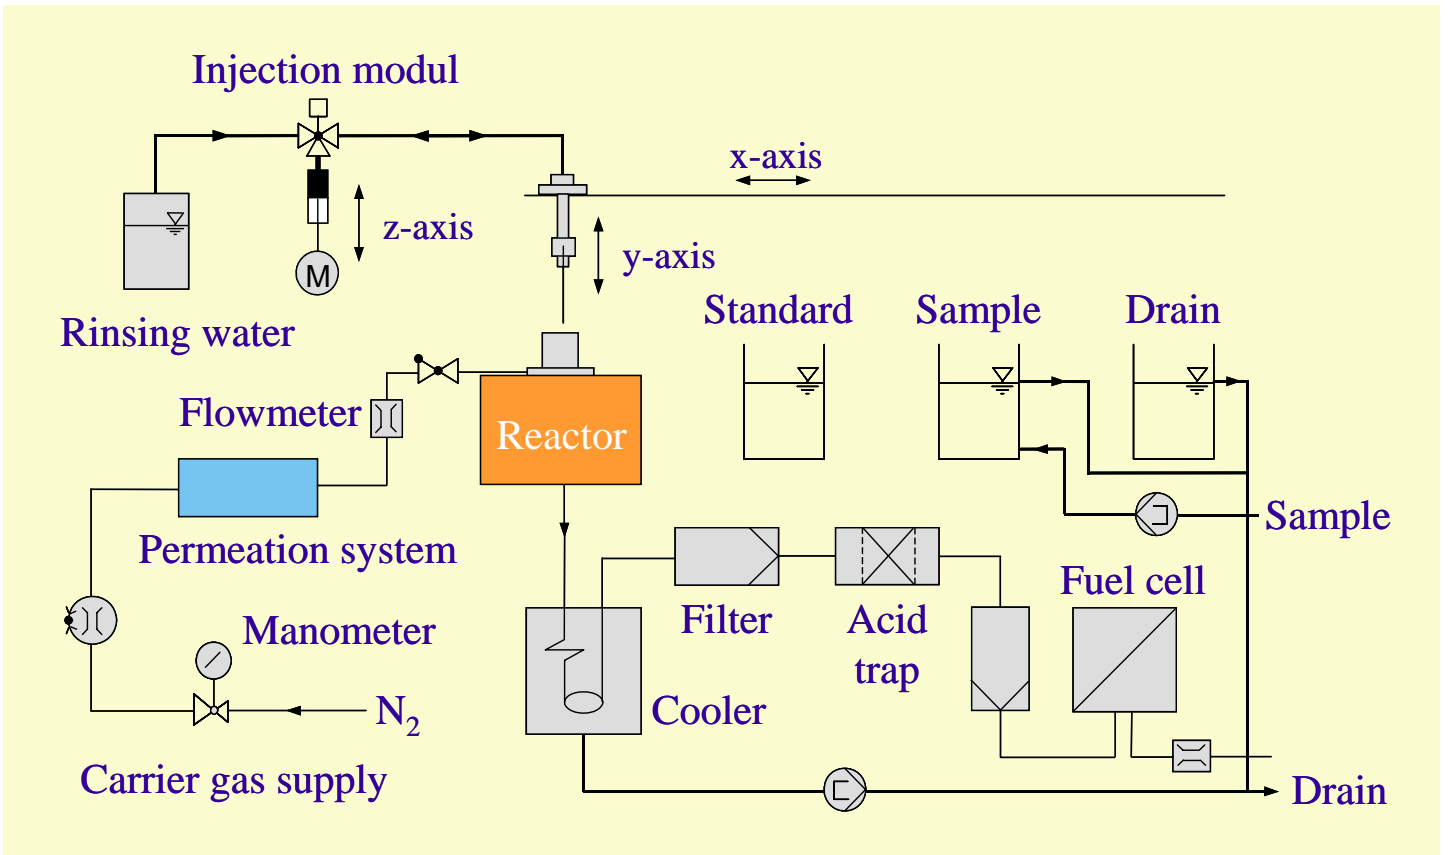 Injection modul
x-axis
z-axis
y-axis
M
Rinsing water
Standard
Sample
Drain
Flowmeter
Reactor
Permeation system
Sample
Fuel cell
Manometer
Filter
Acid
trap
N2
Cooler
Carrier gas supply
Drain